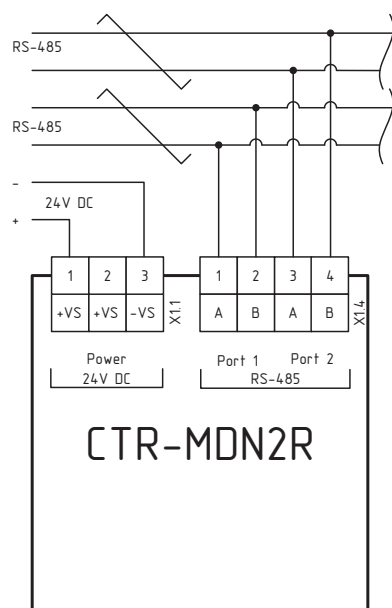 RS-485
RS-485
-
24V DC
+
1 2 3
+VS +VS -VS
X1.1
1 2 3 4
A B A B
X1.4
Power
24V DC
Port 1 Port 2
RS-485
CTR-MDN2R